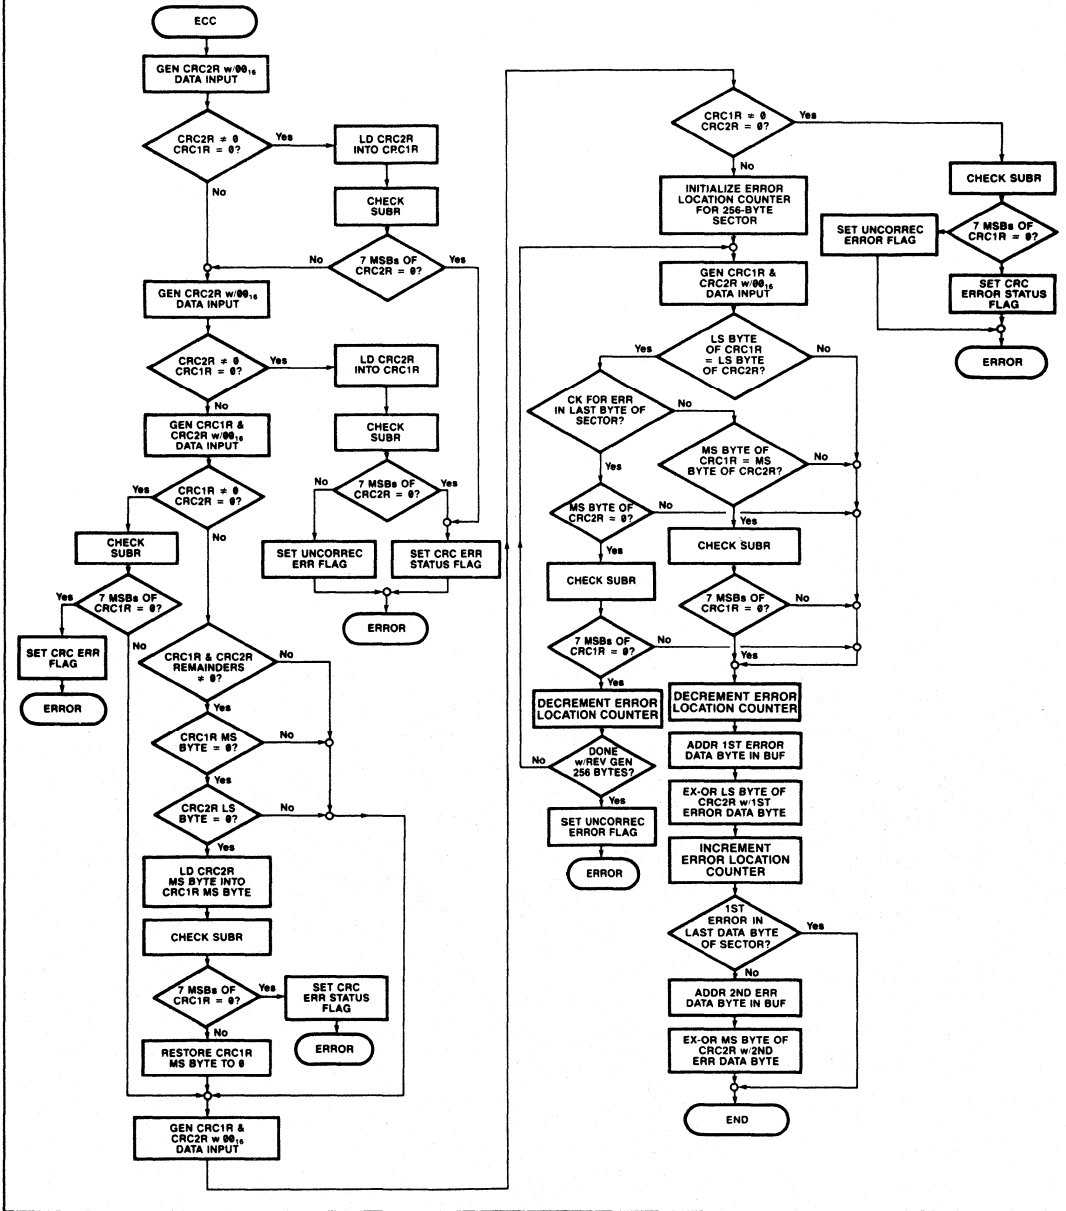 ECC
GEN CRC2R w/00₁₆
DATA INPUT
CRC2R ≠ 0
CRC1R = 0?
Yes
No
LD CRC2R
INTO CRC1R
CHECK
SUBR
7 MSBs OF
CRC2R = 0?
No
Yes
GEN CRC2R w/00₁₆
DATA INPUT
CRC2R ≠ 0
CRC1R = 0?
Yes
No
LD CRC2R
INTO CRC1R
CHECK
SUBR
7 MSBs OF
CRC2R = 0?
No
Yes
SET UNCORREC
ERR FLAG
SET CRC ERR
STATUS FLAG
ERROR
GEN CRC1R &
CRC2R w/00₁₆
DATA INPUT
CRC1R ≠ 0
CRC2R = 0?
Yes
No
CHECK
SUBR
7 MSBs OF
CRC1R = 0?
Yes
No
SET CRC ERR
FLAG
ERROR
CRC1R & CRC2R
REMAINDERS
≠ 0?
No
Yes
CRC1R MS
BYTE = 0?
No
Yes
CRC2R LS
BYTE = 0?
No
Yes
LD CRC2R
MS BYTE INTO
CRC1R MS BYTE
CHECK SUBR
7 MSBs OF
CRC1R = 0?
Yes
No
SET CRC
ERR STATUS
FLAG
ERROR
RESTORE CRC1R
MS BYTE TO 0
GEN CRC1R &
CRC2R w 00₁₆
DATA INPUT
CRC1R ≠ 0
CRC2R = 0?
Yes
No
CHECK SUBR
7 MSBs OF
CRC1R = 0?
SET UNCORREC
ERROR FLAG
SET CRC
ERROR STATUS
FLAG
ERROR
INITIALIZE ERROR
LOCATION COUNTER
FOR 256-BYTE
SECTOR
GEN CRC1R &
CRC2R w/00₁₆
DATA INPUT
LS BYTE
OF CRC1R
= LS BYTE
OF CRC2R?
Yes
No
CK FOR ERR
IN LAST BYTE OF
SECTOR?
No
Yes
MS BYTE OF
CRC1R = MS
BYTE OF CRC2R?
No
Yes
MS BYTE OF
CRC2R = 0?
No
Yes
CHECK SUBR
7 MSBs OF
CRC1R = 0?
No
Yes
CHECK SUBR
7 MSBs OF
CRC1R = 0?
No
Yes
DECREMENT ERROR
LOCATION COUNTER
DONE
w/REV GEN
256 BYTES?
No
Yes
SET UNCORREC
ERROR FLAG
ERROR
DECREMENT ERROR
LOCATION COUNTER
ADDR 1ST ERROR
DATA BYTE IN BUF
EX-OR LS BYTE OF
CRC2R w/1ST
ERROR DATA BYTE
INCREMENT
ERROR LOCATION
COUNTER
1ST
ERROR IN
LAST DATA BYTE
OF SECTOR?
Yes
No
ADDR 2ND ERR
DATA BYTE IN BUF
EX-OR MS BYTE OF
CRC2R w/2ND
ERR DATA BYTE
END